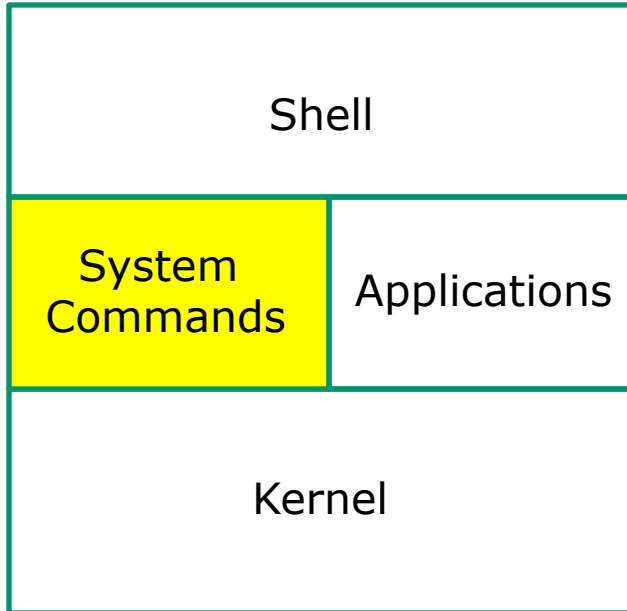 Shell
System
Commands
Applications
Kernel